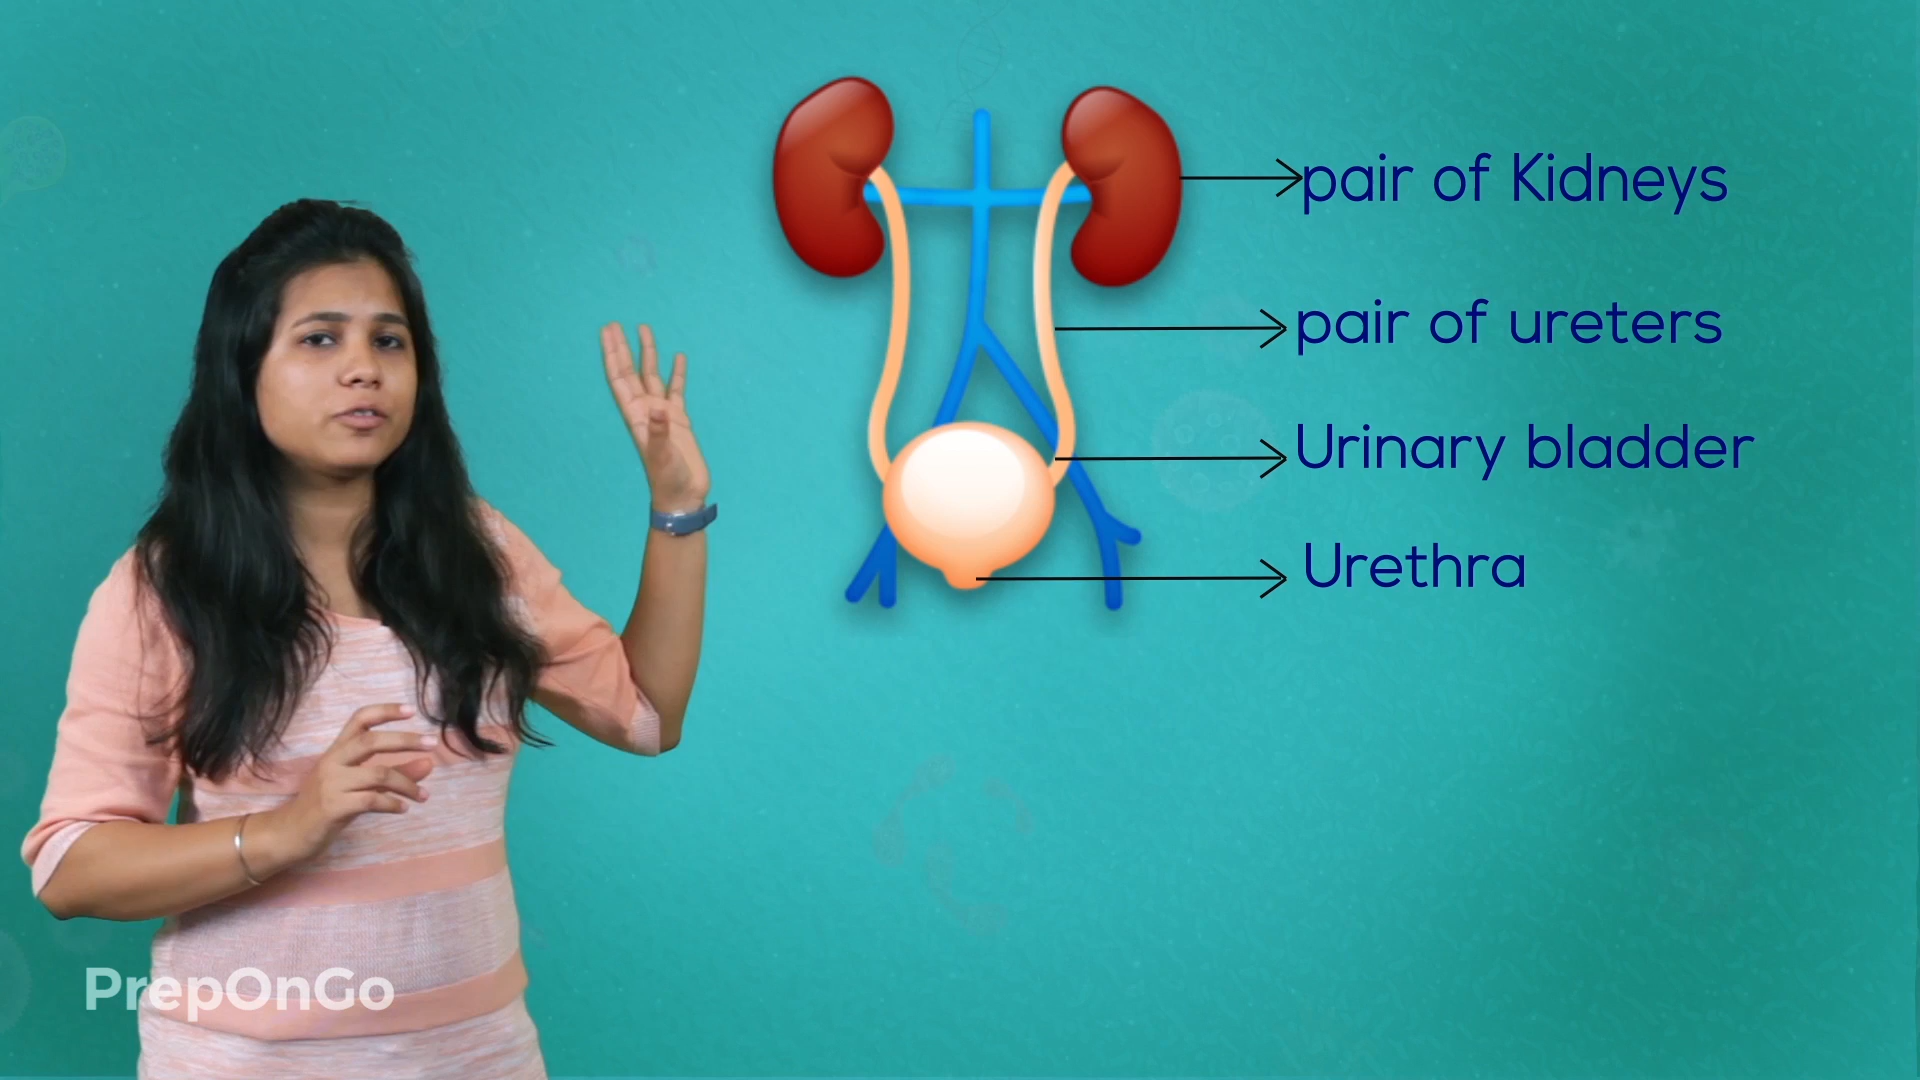 pair of Kidneys
pair of ureters
Urinary bladder
Urethra
PrepOnGo